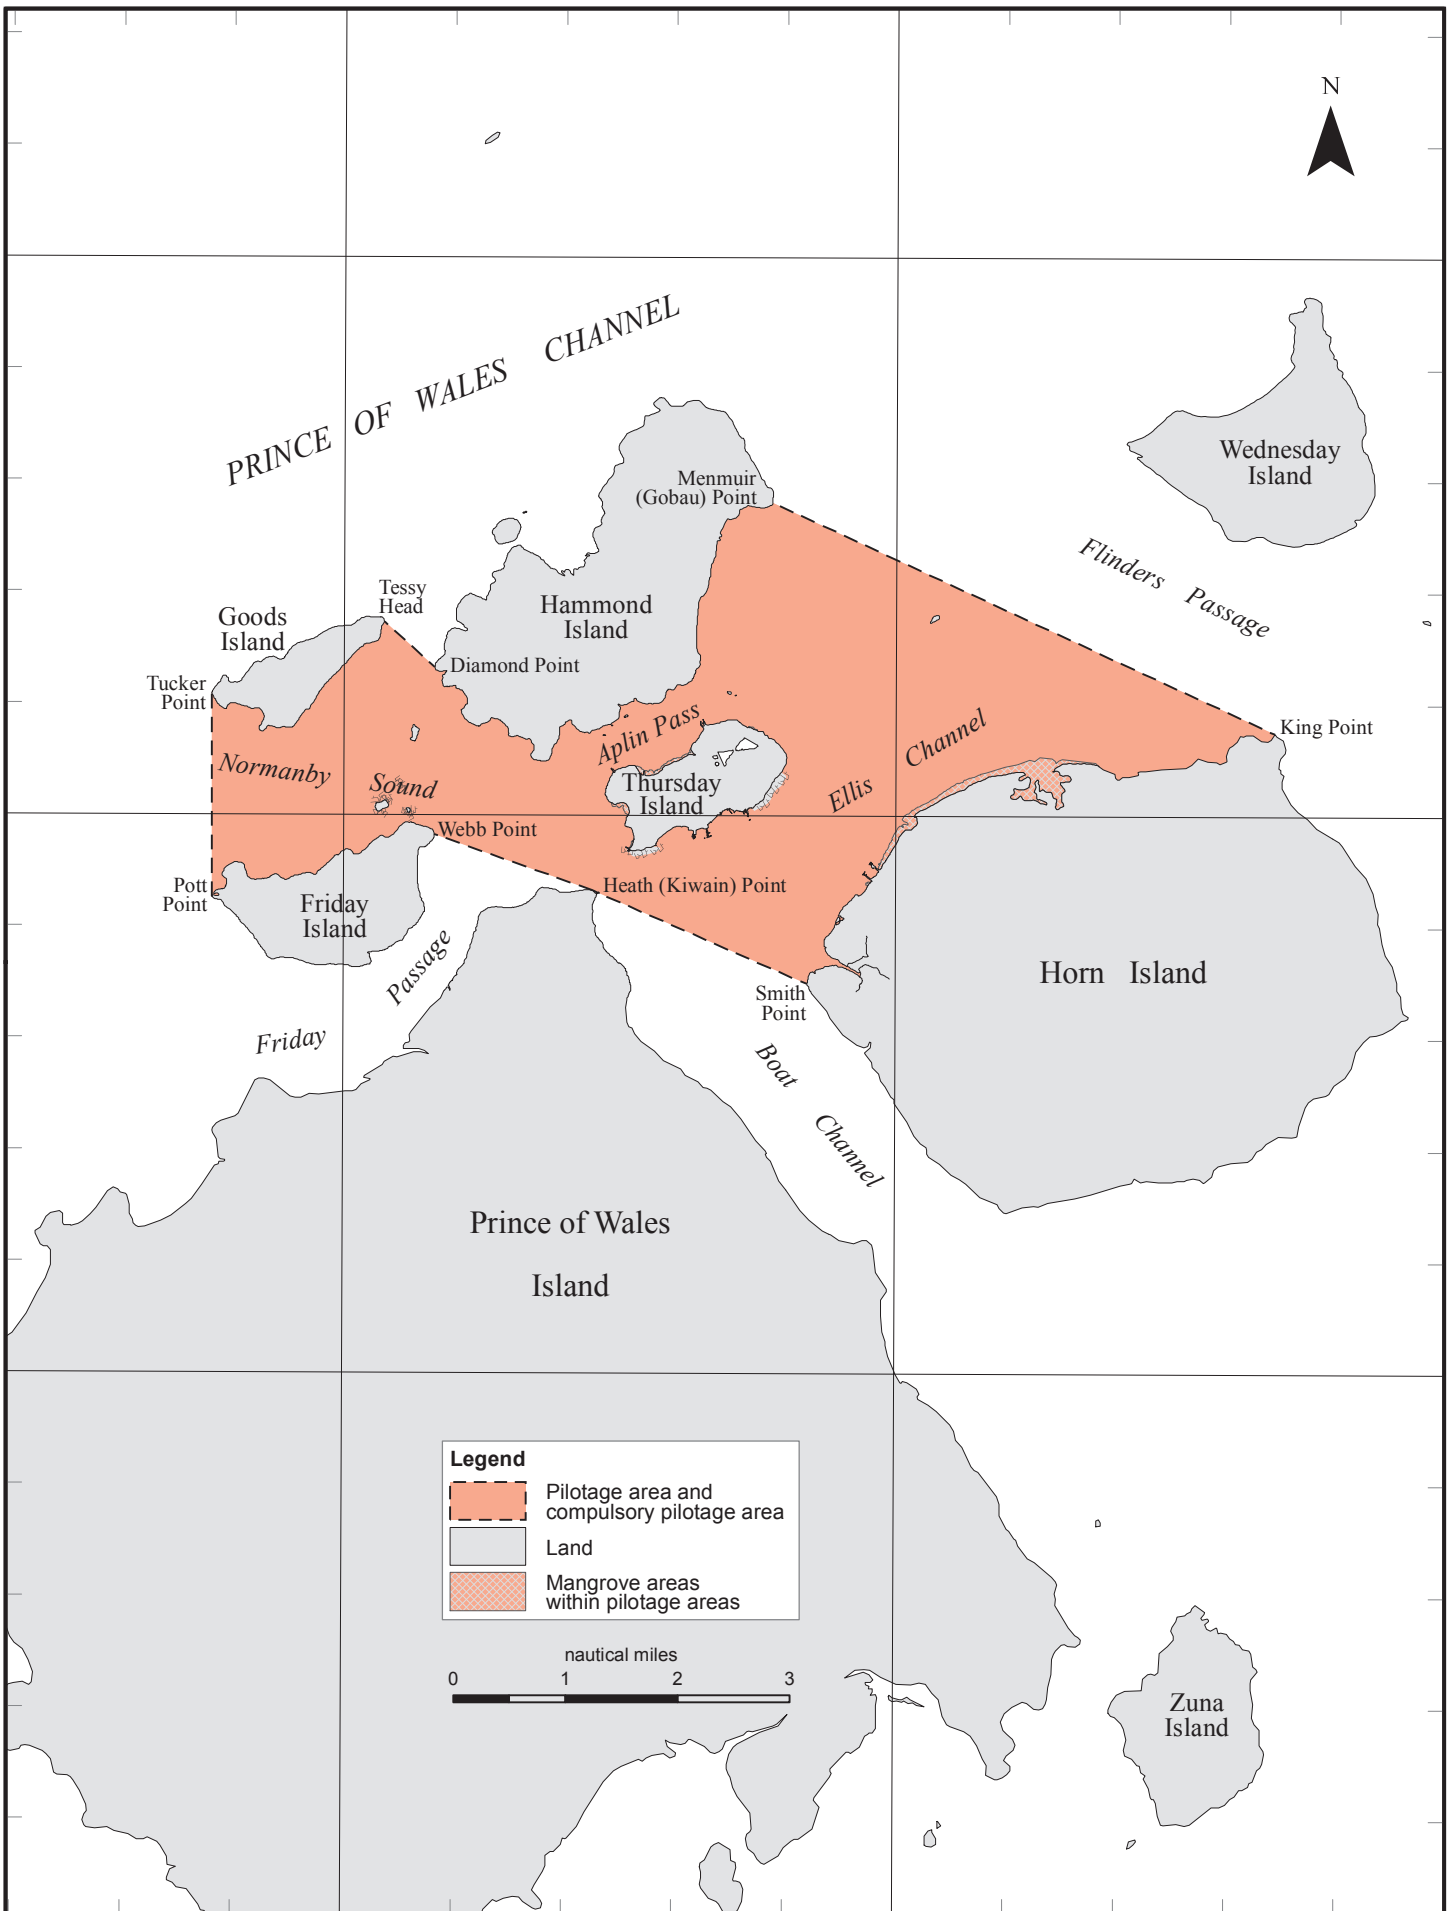 N
PRINCE OF WALES CHANNEL
Wednesday
Island
Menmuir
(Gobau) Point
Flinders Passage
Tessy
Head
Goods
Island
Hammond
Island
Diamond Point
Tucker
Point
King Point
Aplin Pass
Ellis Channel
Normanby Sound
Thursday
Island
Webb Point
Pott
Point
Heath (Kiwain) Point
Friday
Island
Friday Passage
Horn Island
Smith
Point
Boat Channel
Prince of Wales
Island
Legend
Pilotage area and
compulsory pilotage area
Land
Mangrove areas
within pilotage areas
nautical miles
0 1 2 3
Zuna
Island